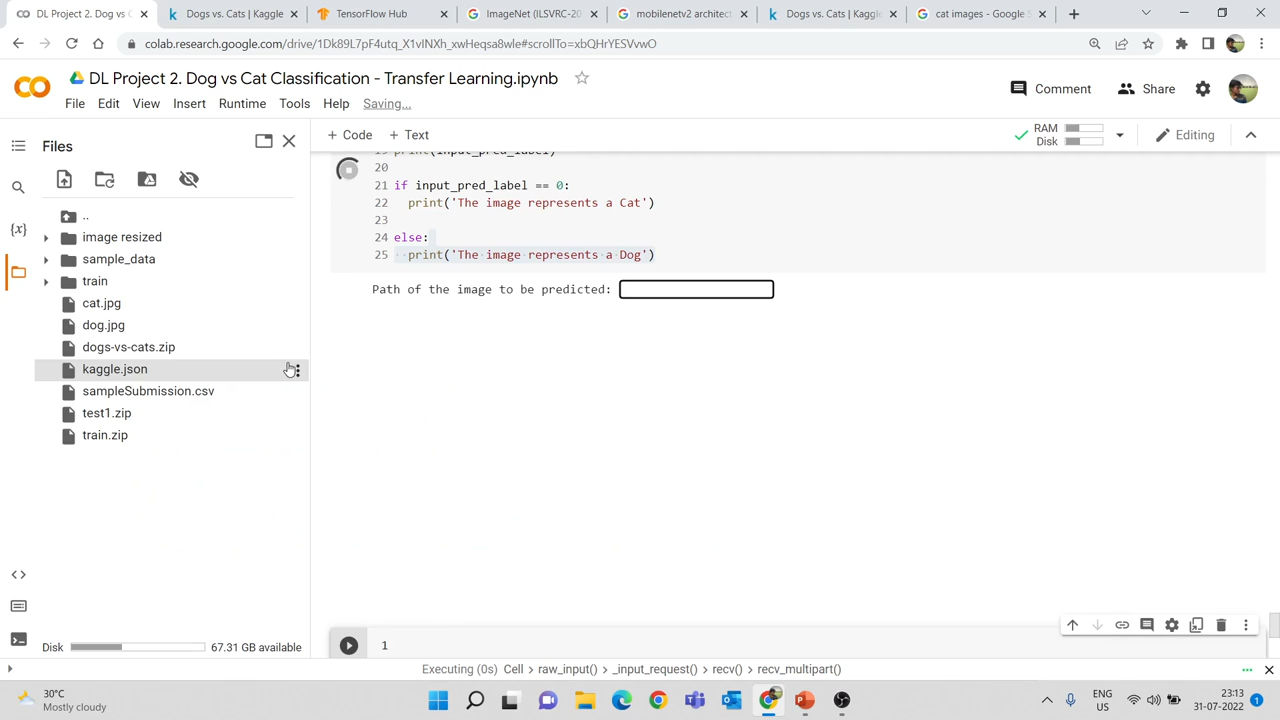 Dogs vs. C
Dogs vs. Cats | Kaggle
TensorFlow Hub
ImageNet (ILSVRC-20
mobilenetv2 architect
Dogs vs. Cats | Kaggle
cat images - Google S
colab.research.google.com/drive/1Dk89L7pF4utq_X1vINXh_xwHeqsa8wle#scrollTo=xbQHrYESVvwO
DL Project 2. Dog vs Cat Classification - Transfer Learning.ipynb
Comment
Share
File Edit View Insert Runtime Tools Help Saving...
Files
+ Code + Text
RAM
Disk
Editing
..
image resized
sample_data
train
cat.jpg
dog.jpg
dogs-vs-cats.zip
kaggle.json
sampleSubmission.csv
test1.zip
train.zip
{x}
19 print(input_pred_label)
20
21 if input_pred_label == 0:
22 print('The image represents a Cat')
23
24 else:
25 print('The image represents a Dog')
Path of the image to be predicted:
1
Disk
67.31 GB available
Executing (0s) Cell > raw_input() > _input_request() > recv() > recv_multipart()
30°C
Mostly cloudy
ENG
US
23:13
31-07-2022
1